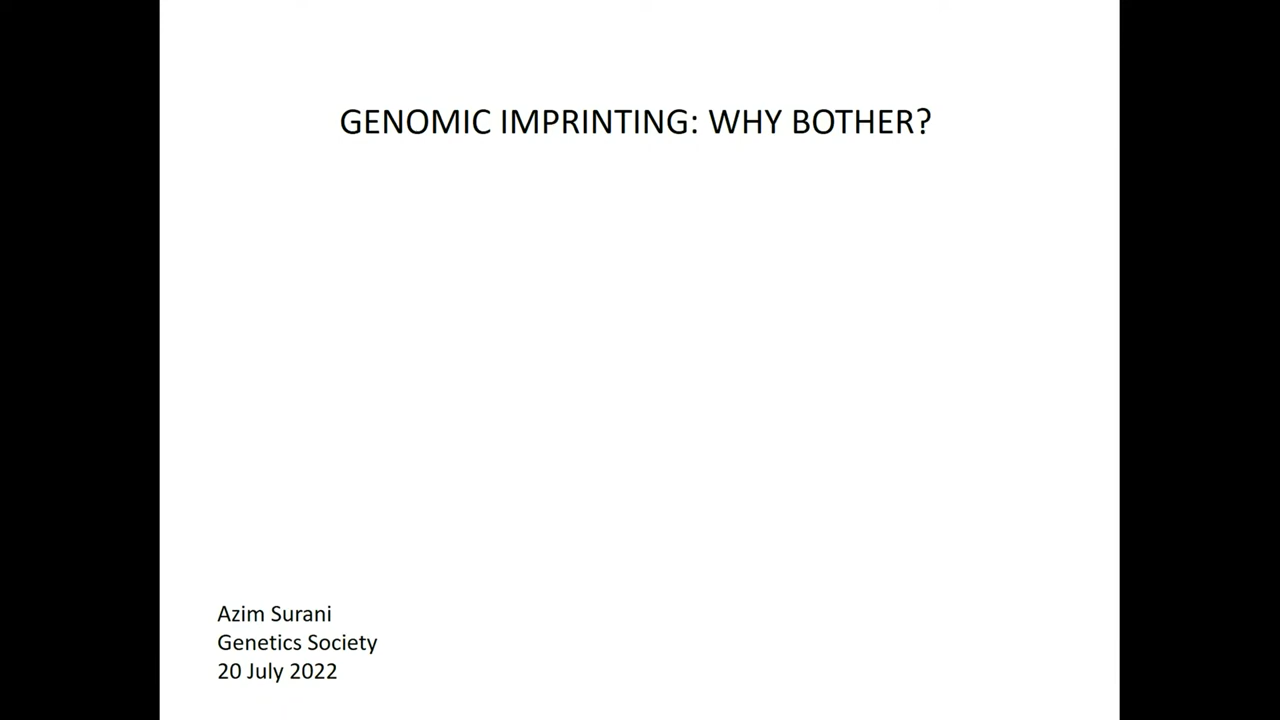 GENOMIC IMPRINTING: WHY BOTHER?
Azim Surani
Genetics Society
20 July 2022